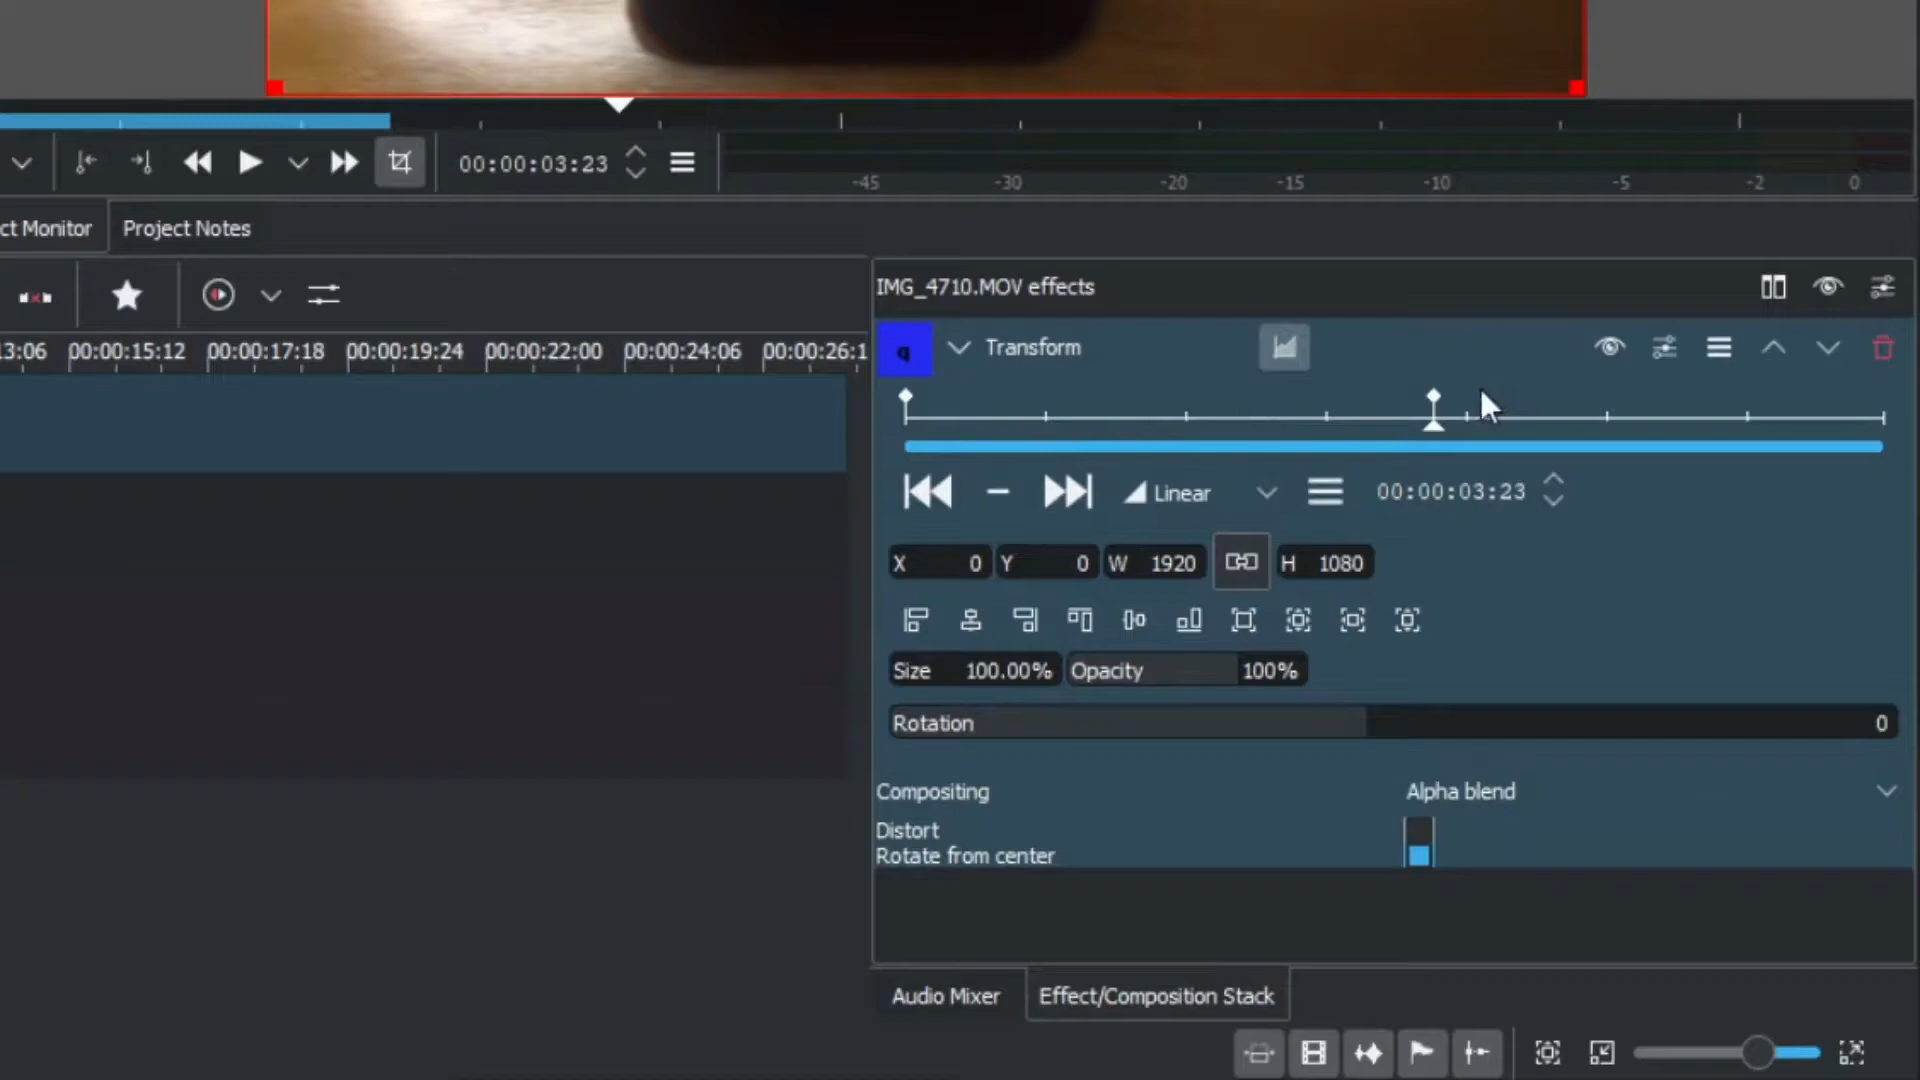 00:00:03:23
-45 -30 -20 -15 -10 -5 -2 0
ct Monitor Project Notes
IMG_4710.MOV effects
13:06 00:00:15:12 00:00:17:18 00:00:19:24 00:00:22:00 00:00:24:06 00:00:26:1
q Transform
Linear 00:00:03:23
X 0 Y 0 W 1920 H 1080
Size 100.00% Opacity 100%
Rotation 0
Compositing Alpha blend
Distort
Rotate from center
Audio Mixer Effect/Composition Stack